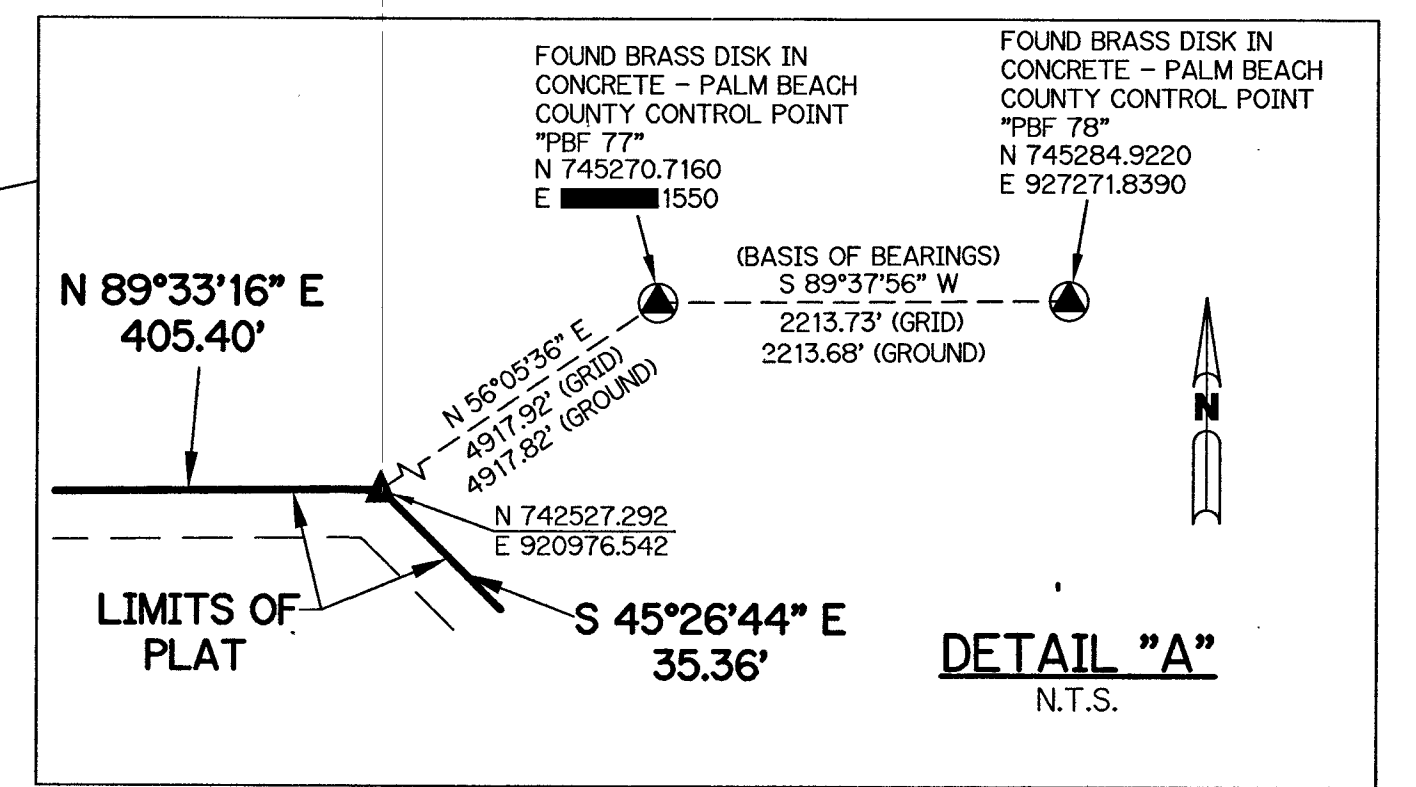 FOUND BRASS DISK IN
CONCRETE - PALM BEACH
COUNTY CONTROL POINT
"PBF 77"
N 745270.7160
E 1550
FOUND BRASS DISK IN
CONCRETE - PALM BEACH
COUNTY CONTROL POINT
"PBF 78"
N 745284.9220
E 927271.8390
(BASIS OF BEARINGS)
S 89°37'56" W
2213.73' (GRID)
2213.68' (GROUND)
N 89°33'16" E
405.40'
N 56°05'36" E
4917.92' (GRID)
4917.82' (GROUND)
N
N 742527.292
E 920976.542
LIMITS OF
PLAT
S 45°26'44" E
35.36'
DETAIL "A"
N.T.S.